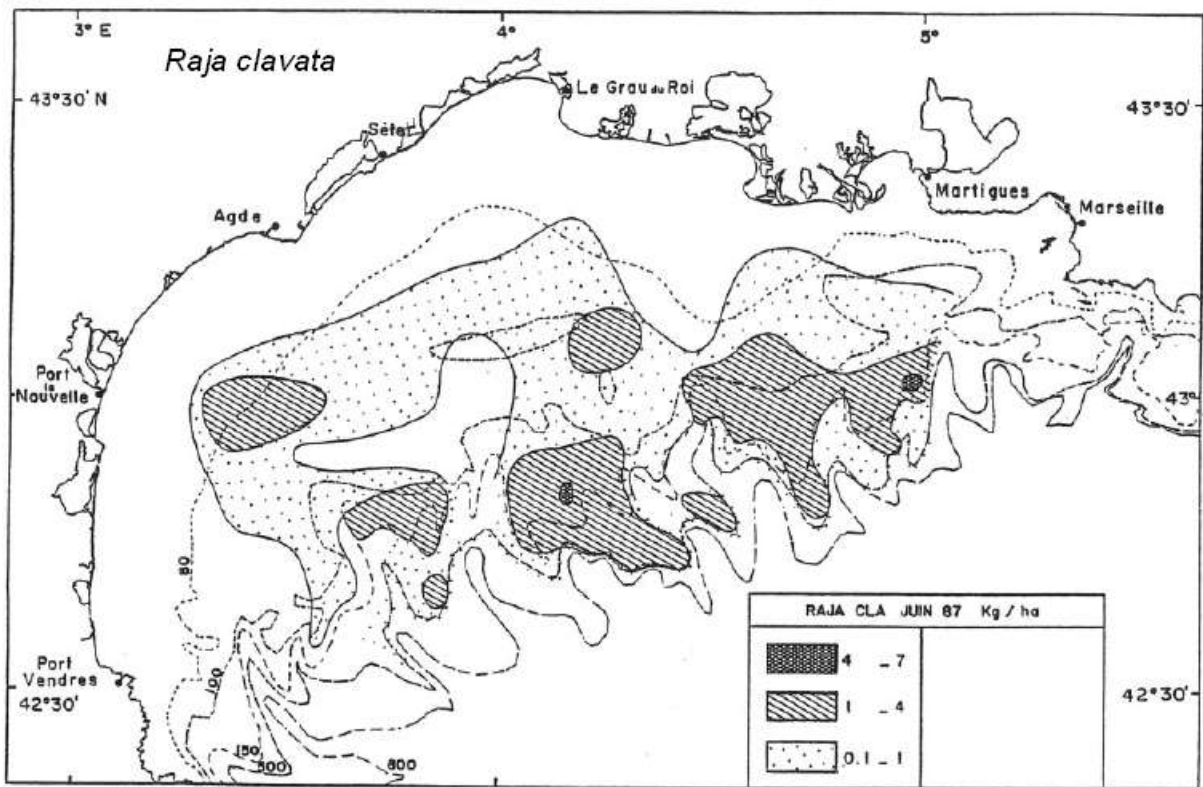 3° E
4°
5°
Raja clavata
43°30' N
43°30'
Le Grau du Roi
Sète
Martigues
Marseille
Agde
Port la Nouvelle
43°
80
100
150
500
800
Port Vendres
42°30'
42°30'
RAJA CLA JUIN 87 Kg / ha
4 _ 7
1 _ 4
0.1 _ 1